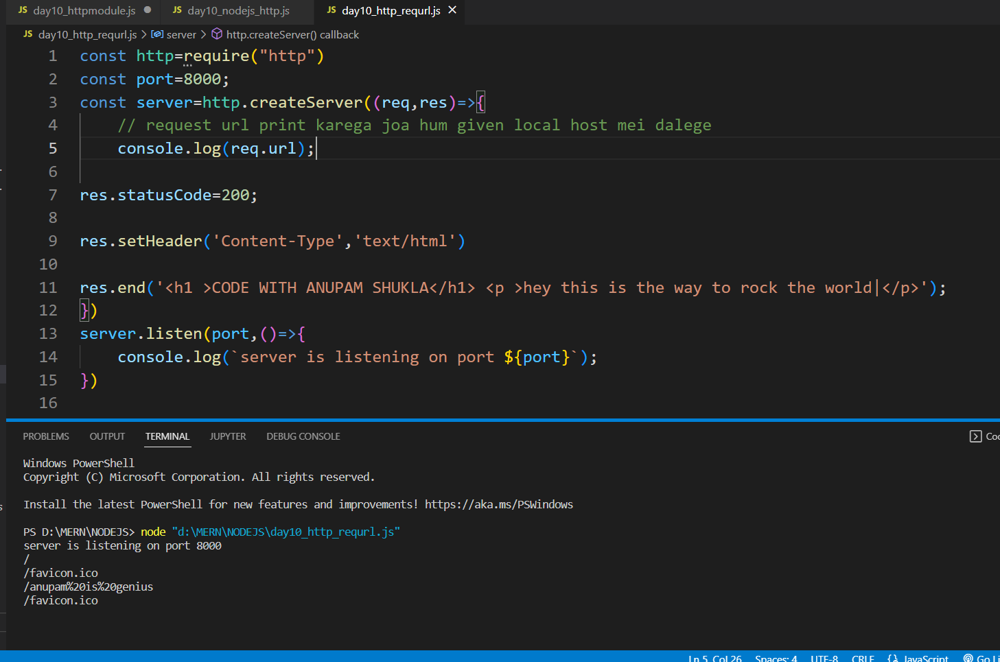 JS day10_httpmodule.js ● JS day10_nodejs_http.js JS day10_http_requrl.js ×
JS day10_http_requrl.js > server > http.createServer() callback
1 const http=require("http")
2 const port=8000;
3 const server=http.createServer((req,res)=>{
4 // request url print karega joa hum given local host mei dalege
5 console.log(req.url);
6
7 res.statusCode=200;
8
9 res.setHeader('Content-Type','text/html')
10
11 res.end('<h1 >CODE WITH ANUPAM SHUKLA</h1> <p >hey this is the way to rock the world|</p>');
12 })
13 server.listen(port,()=>{
14 console.log(`server is listening on port ${port}`);
15 })
16
PROBLEMS OUTPUT TERMINAL JUPYTER DEBUG CONSOLE
Windows PowerShell
Copyright (C) Microsoft Corporation. All rights reserved.
Install the latest PowerShell for new features and improvements! https://aka.ms/PSWindows
PS D:\MERN\NODEJS> node "d:\MERN\NODEJS\day10_http_requrl.js"
server is listening on port 8000
/
/favicon.ico
/anupam%20is%20genius
/favicon.ico
Ln 5, Col 26 Spaces: 4 UTF-8 CRLF {} JavaScript Go